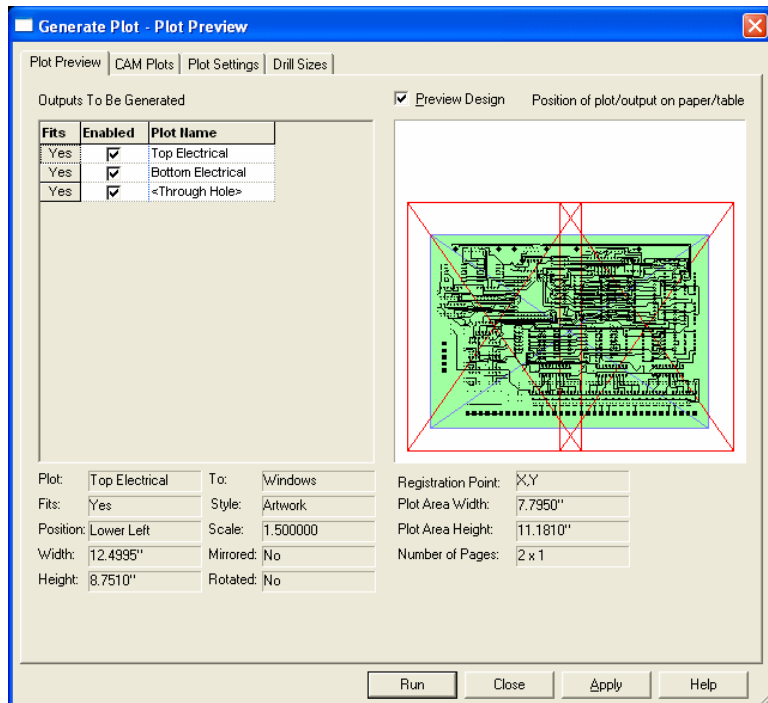 Generate Plot - Plot Preview
Plot Preview CAM Plots Plot Settings Drill Sizes
Outputs To Be Generated
Preview Design Position of plot/output on paper/table
Fits Enabled Plot Name
Yes Top Electrical
Yes Bottom Electrical
Yes <Through Hole>
Plot: Top Electrical To: Windows
Fits: Yes Style: Artwork
Position: Lower Left Scale: 1.500000
Width: 12.4995" Mirrored: No
Height: 8.7510" Rotated: No
Registration Point: X,Y
Plot Area Width: 7.7950"
Plot Area Height: 11.1810"
Number of Pages: 2 x 1
Run Close Apply Help